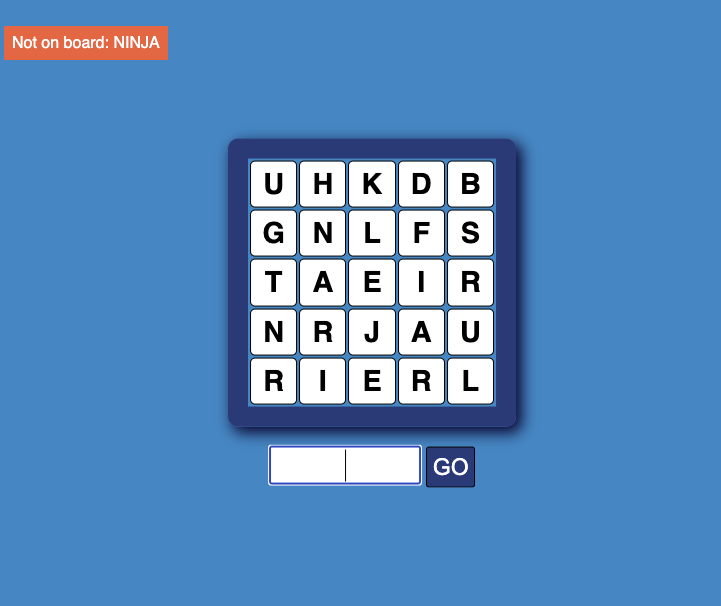 Not on board: NINJA
U H K D B
G N L F S
T A E I R
N R J A U
R I E R L
GO